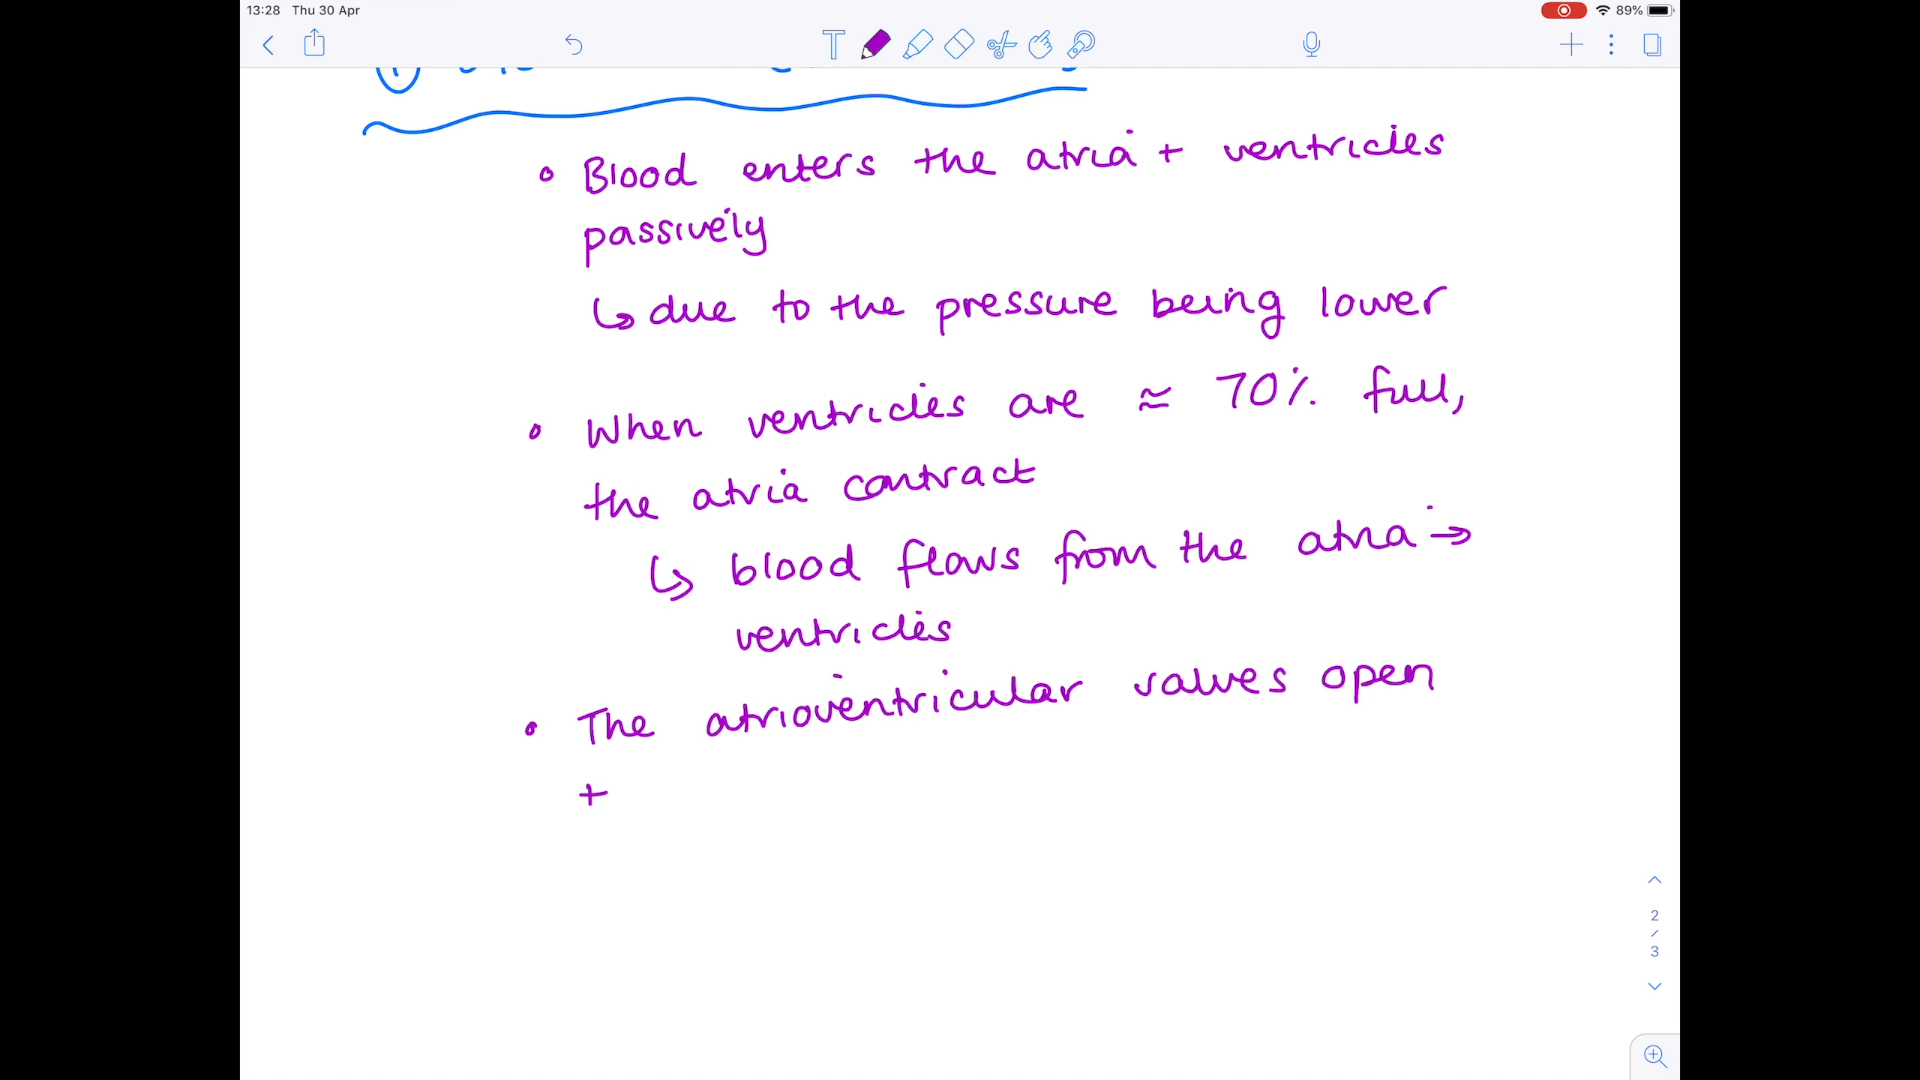 13:28 Thu 30 Apr
89%
T
• Blood enters the atria + ventricles
passively
↳ due to the pressure being lower
• When ventricles are ≈ 70% full,
the atria contract
↳ blood flows from the atria →
ventricles
• The atrioventricular valves open
+
2
/
3